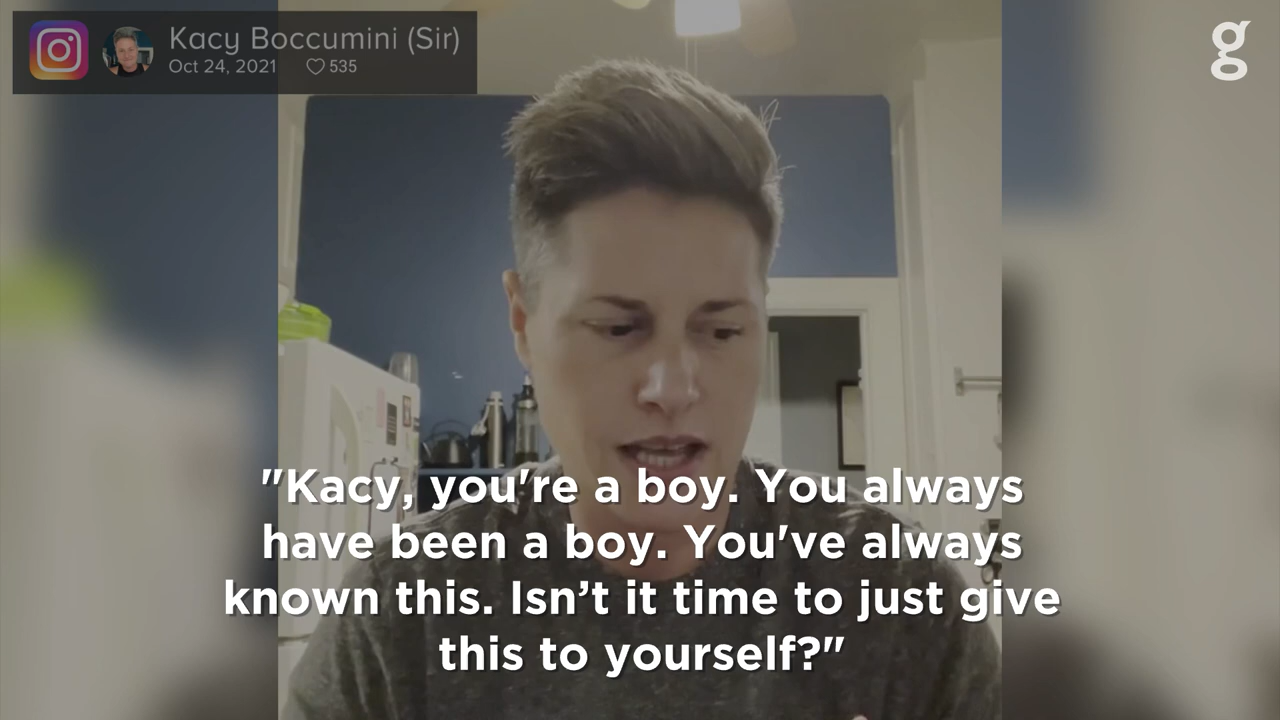 Kacy Boccumini (Sir)
Oct 24, 2021 535
g
"Kacy, you're a boy. You always
have been a boy. You've always
known this. Isn’t it time to just give
this to yourself?"